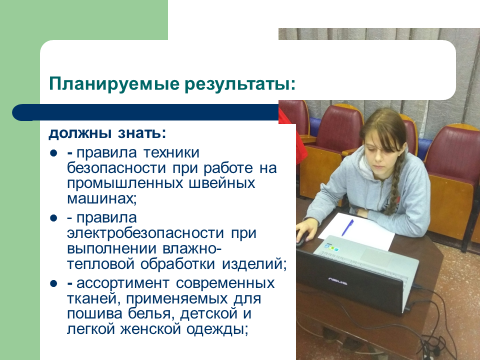 Планируемые результаты:
должны знать:
- правила техники
безопасности при работе на
промышленных швейных
машинах;
- правила
электробезопасности при
выполнении влажно-
тепловой обработки изделий;
- ассортимент современных
тканей, применяемых для
пошива белья, детской и
легкой женской одежды;